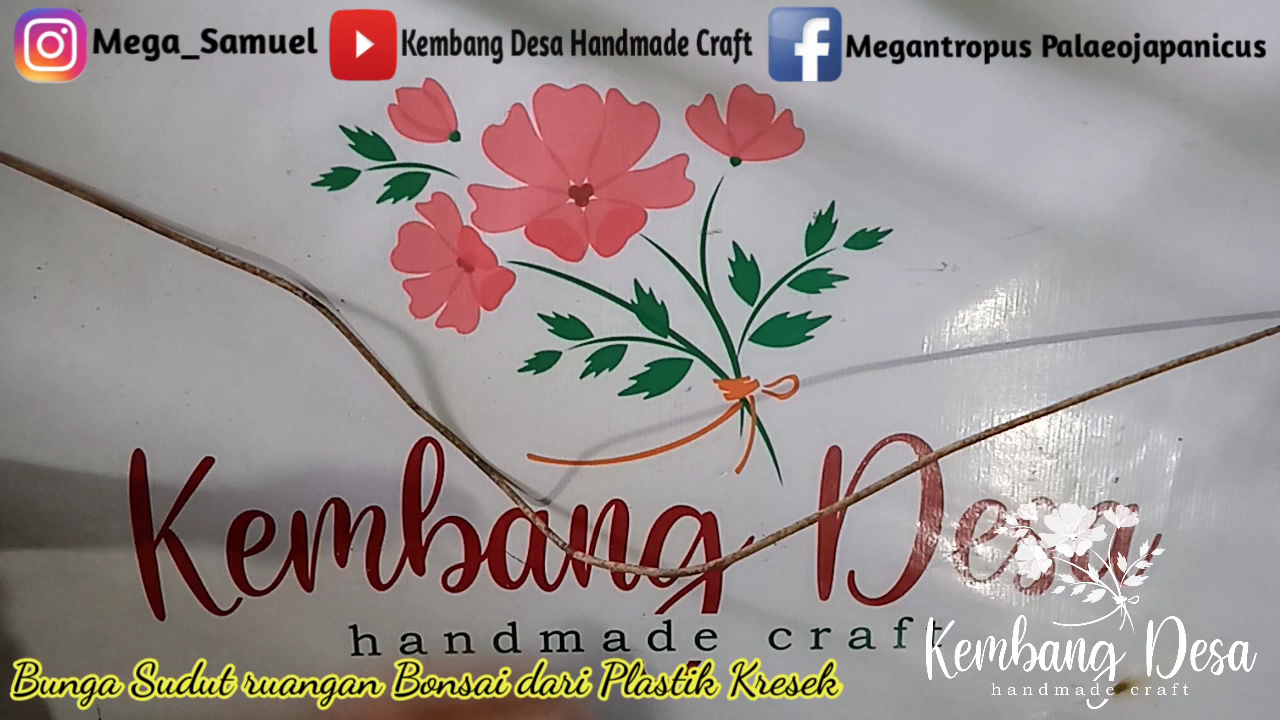 Mega_Samuel Kembang Desa Handmade Craft Megantropus Palaeojapanicus
Kembang Desa
handmade craft
Kembang Desa
handmade craft
Bunga Sudut ruangan Bonsai dari Plastik Kresek